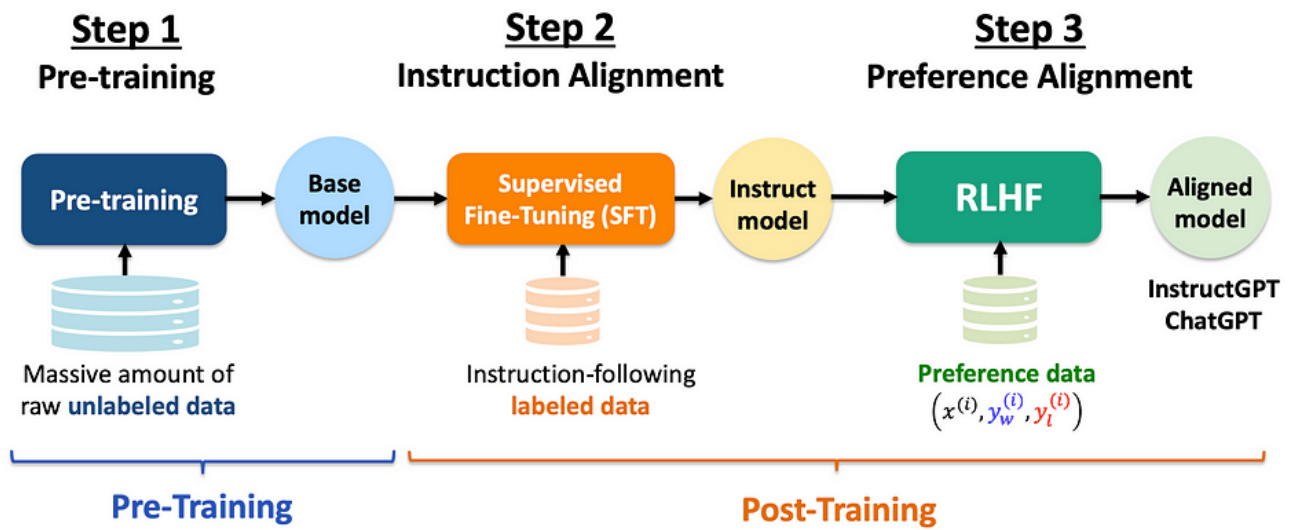 Step 1
Pre-training
Step 2
Instruction Alignment
Step 3
Preference Alignment
Pre-training
Base
model
Supervised
Fine-Tuning (SFT)
Instruct
model
RLHF
Aligned
model
InstructGPT
ChatGPT
Massive amount of
raw unlabeled data
Instruction-following
labeled data
Preference data
(x^(i), y_w^(i), y_l^(i))
Pre-Training
Post-Training